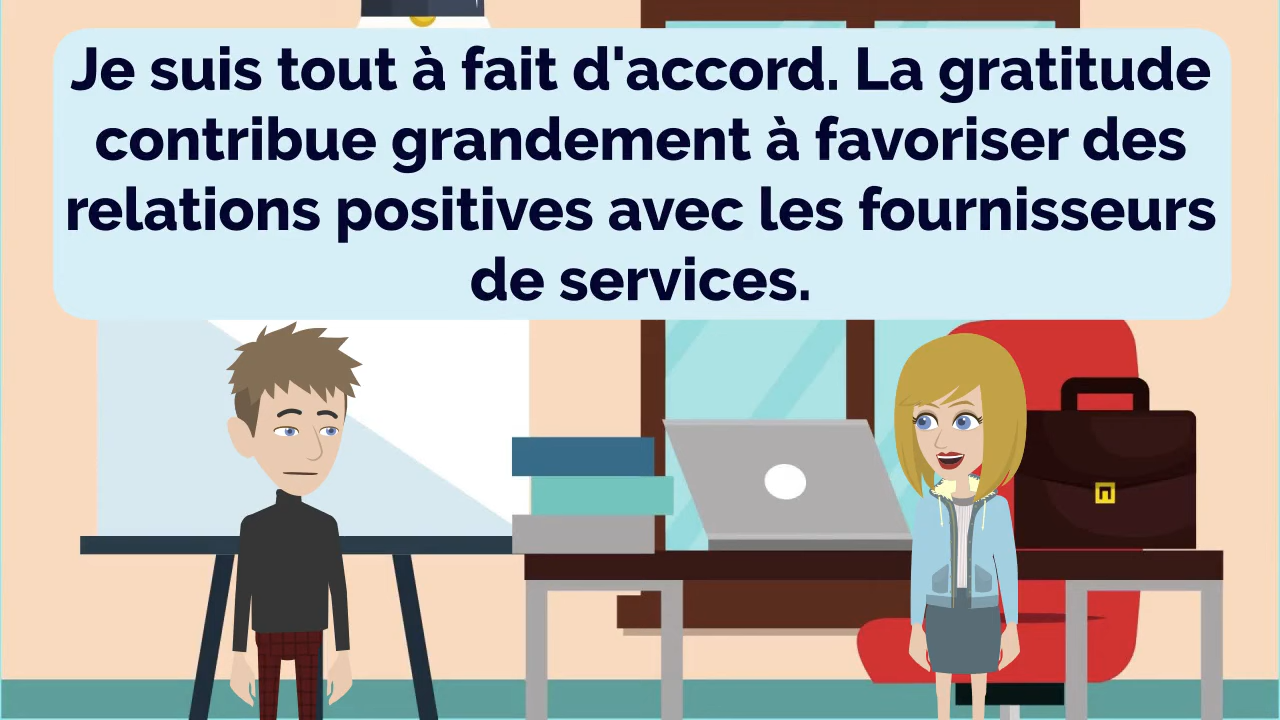 Je suis tout à fait d'accord. La gratitude
contribue grandement à favoriser des
relations positives avec les fournisseurs
de services.